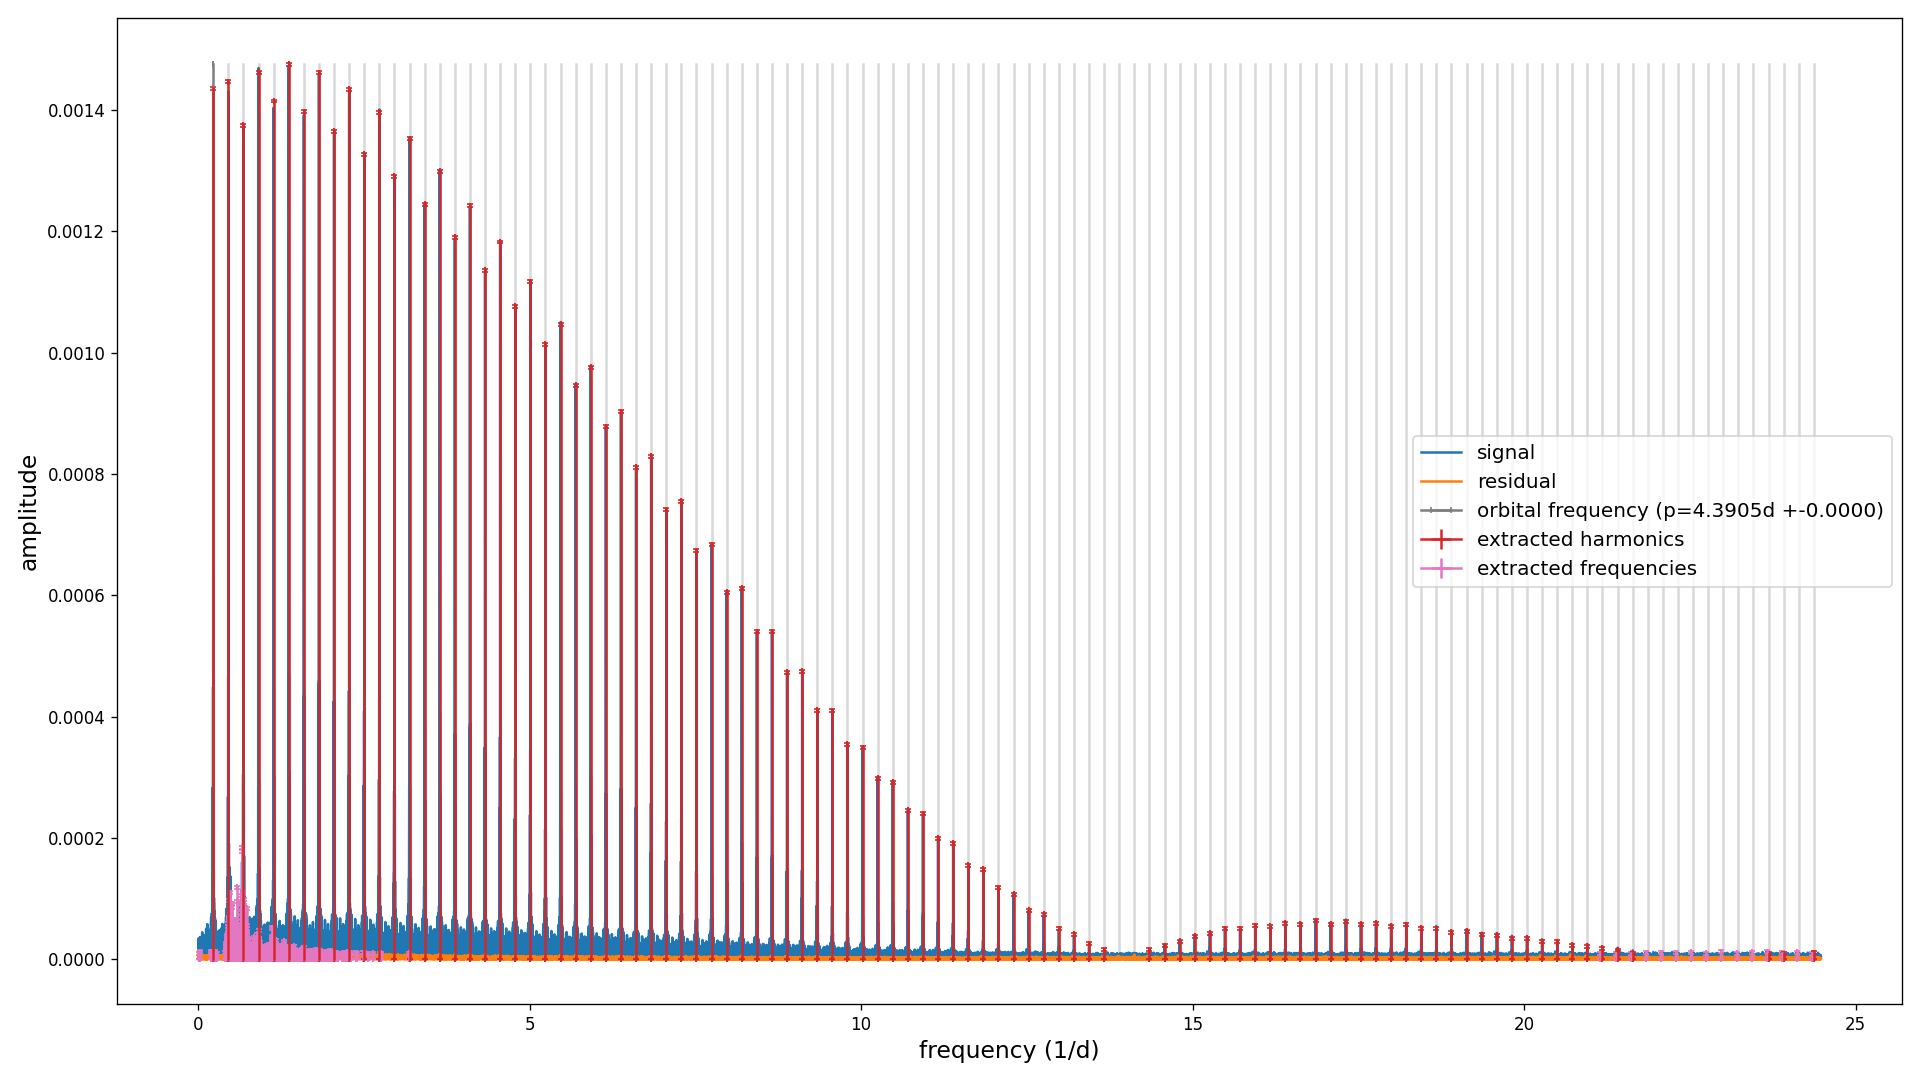 amplitude
0.0014
0.0012
0.0010
0.0008
0.0006
0.0004
0.0002
0.0000
signal
residual
orbital frequency (p=4.3905d +-0.0000)
extracted harmonics
extracted frequencies
0 5 10 15 20 25
frequency (1/d)